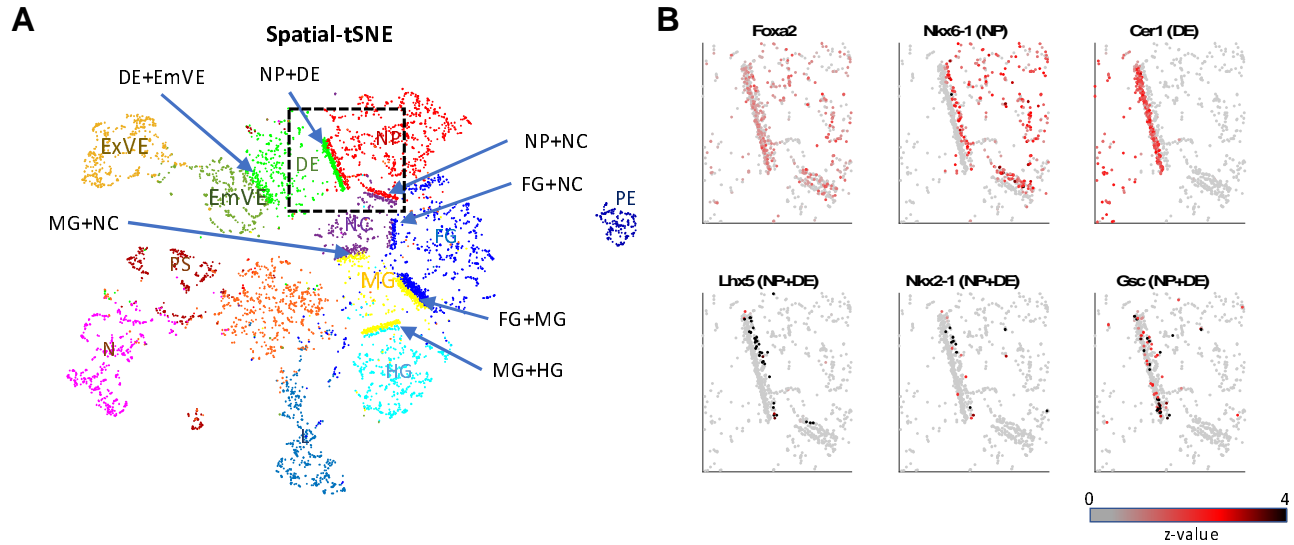 A
Spatial-tSNE
DE+EmVE
NP+DE
NP+NC
FG+NC
MG+NC
FG+MG
MG+HG
ExVE
EmVE
DE
NP
NC
FG
PE
PS
MG
N
HG
B
Foxa2
Nkx6-1 (NP)
Cer1 (DE)
Lhx5 (NP+DE)
Nkx2-1 (NP+DE)
Gsc (NP+DE)
0
4
z-value